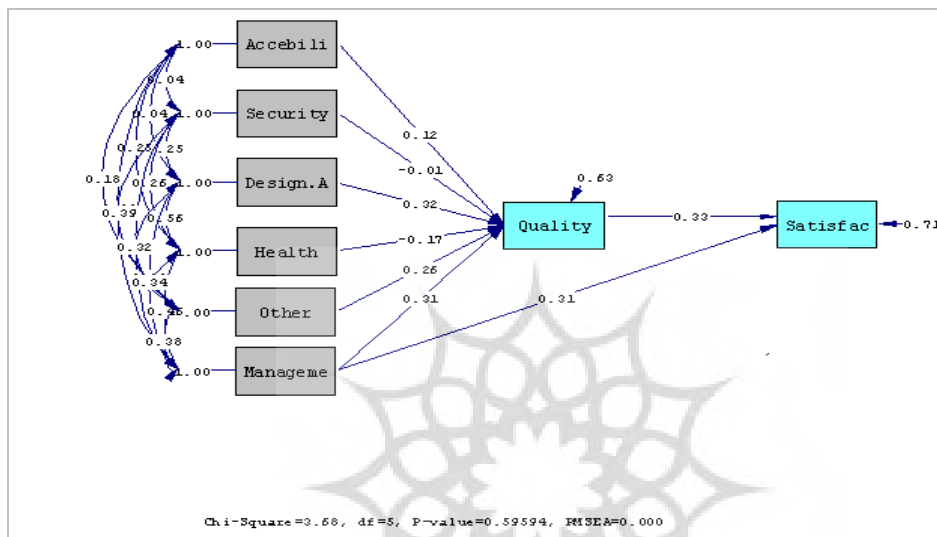 1.00 Accebili
0.04
0.04 1.00 Security
0.12
0.25 0.25
-0.01
0.18 1.00 Design.A
0.26
0.32
0.63
0.39 0.56
Quality 0.33 Satisfac 0.71
0.32 1.00 Health -0.17
0.34
0.26
1.00 Other 0.31 0.31
0.38
1.00 Manageme
Chi-Square=3.68, df=5, P-value=0.59594, RMSEA=0.000